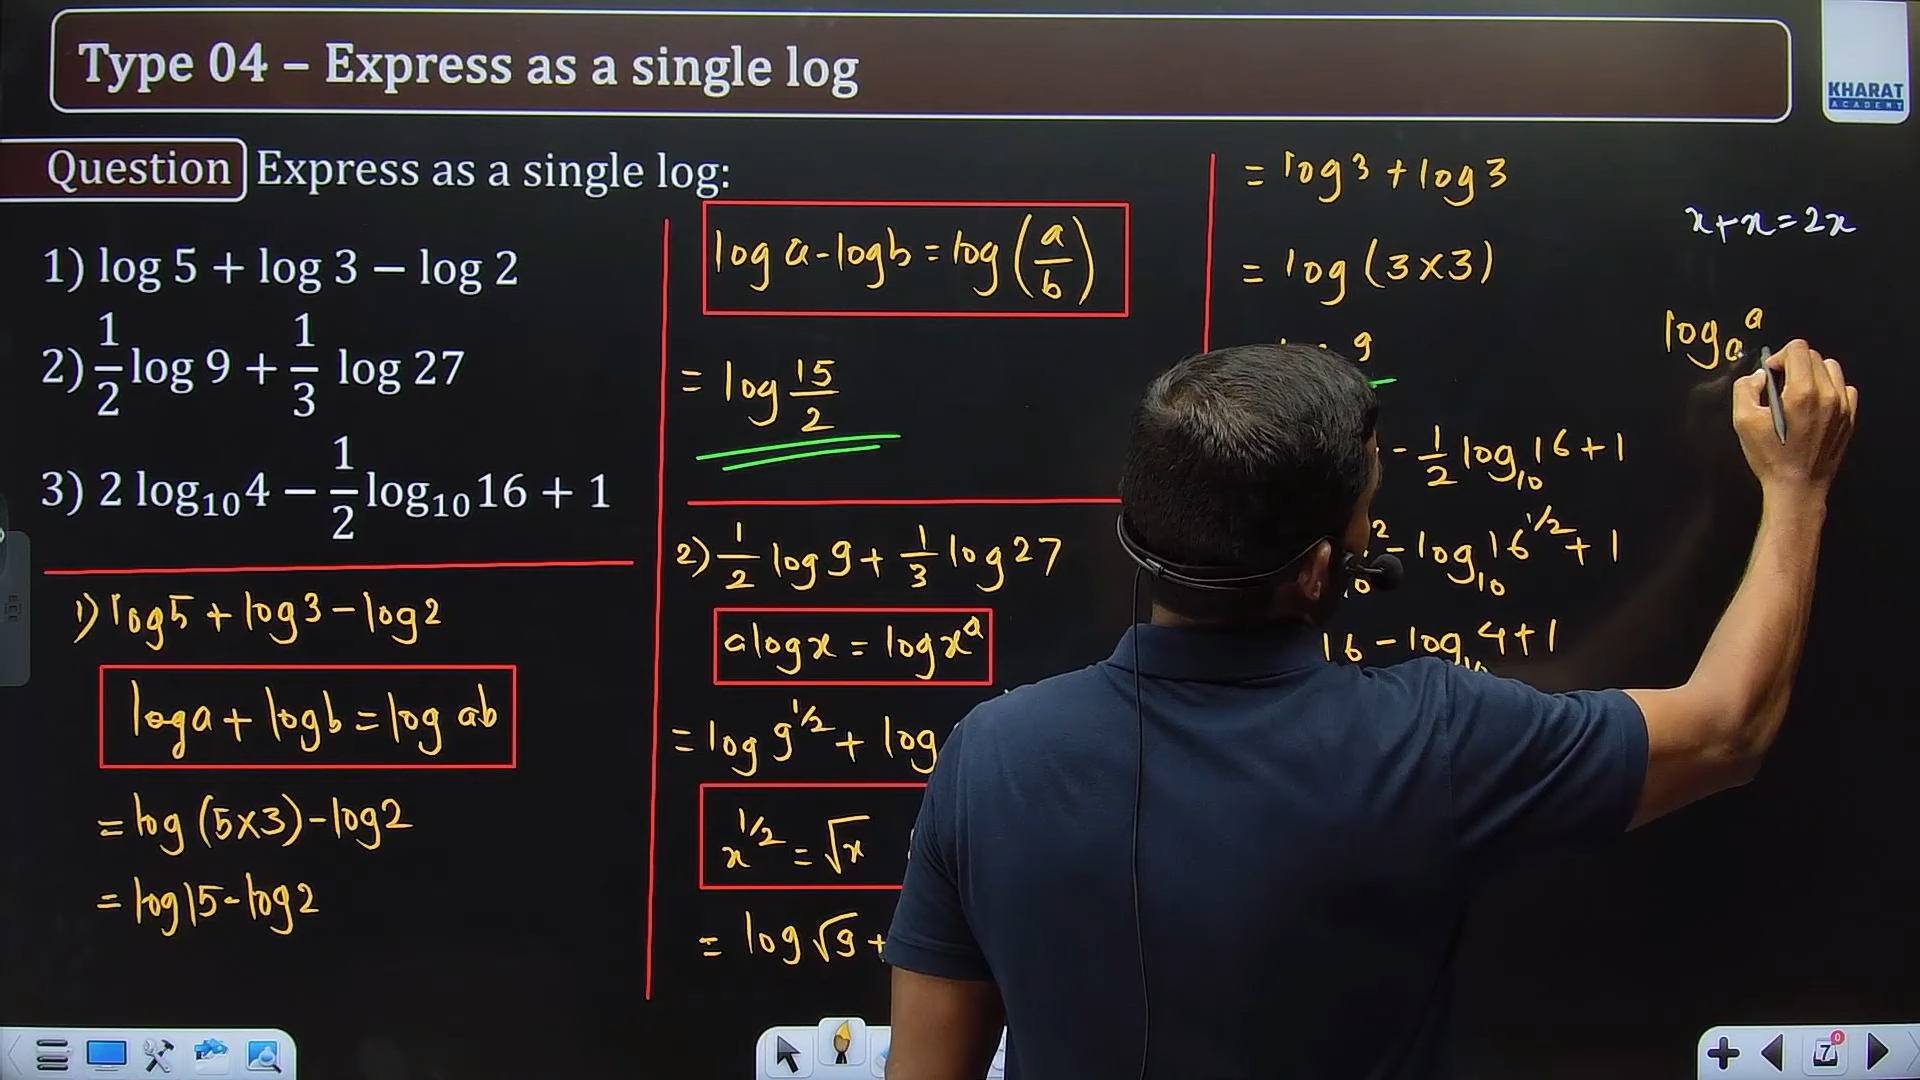 Type 04 – Express as a single log
KHARAT
ACADEMY
Question Express as a single log:
1) log 5 + log 3 − log 2
2) 1/2 log 9 + 1/3 log 27
3) 2 log₁₀4 − 1/2 log₁₀16 + 1
1) log5 + log3 − log2
loga + logb = log ab
= log (5×3) − log2
= log15 − log2
log a − log b = log (a/b)
= log 15/2
2) 1/2 log 9 + 1/3 log 27
a log x = log xᵃ
= log 9^1/2 + log
x^1/2 = √x
= log √9 +
= log 3 + log 3
= log (3×3)
9
− 1/2 log₁₀ 16 + 1
² − log₁₀ 16^1/2 + 1
16 − log₁₀ 4 + 1
x + x = 2x
log a a
7
0